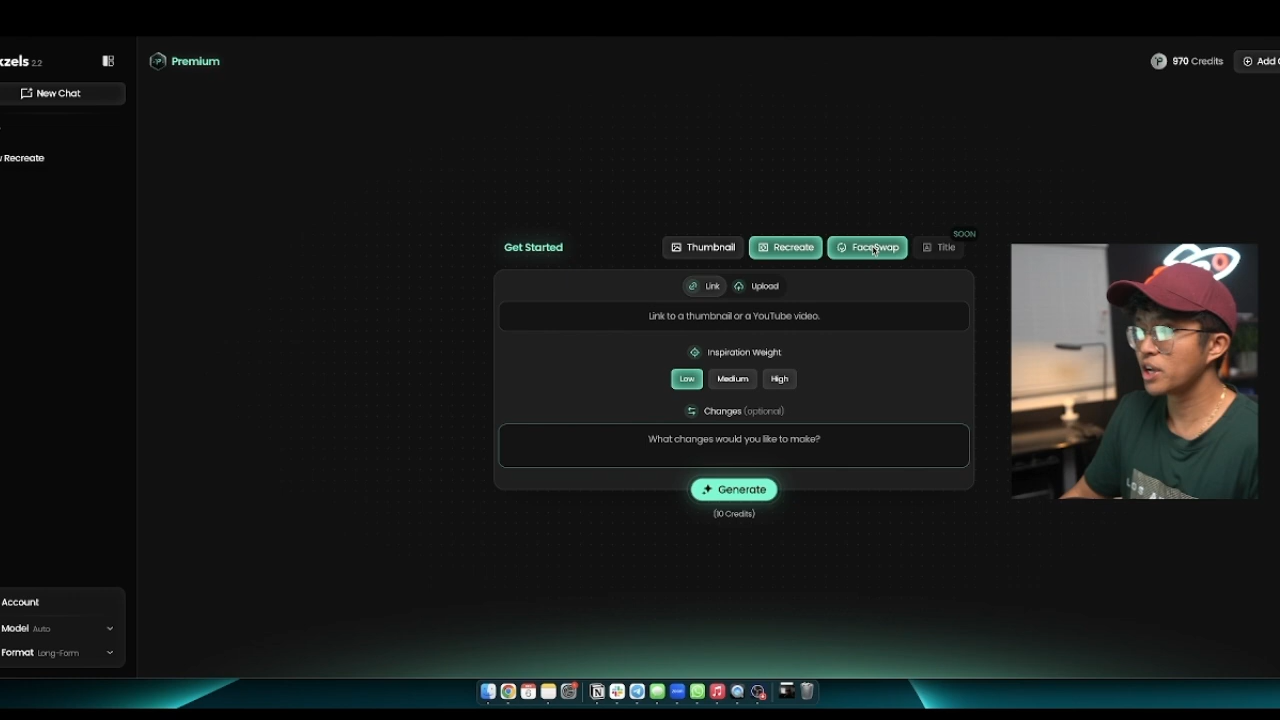 kzels 2.2
Premium
970 Credits
Add
New Chat
Recreate
SOON
Get Started
Thumbnail
Recreate
FaceSwap
Title
Link
Upload
Link to a thumbnail or a YouTube video.
Inspiration Weight
Low
Medium
High
Changes (optional)
What changes would you like to make?
Generate
(10 Credits)
LOS A
Account
Model Auto
Format Long-Form